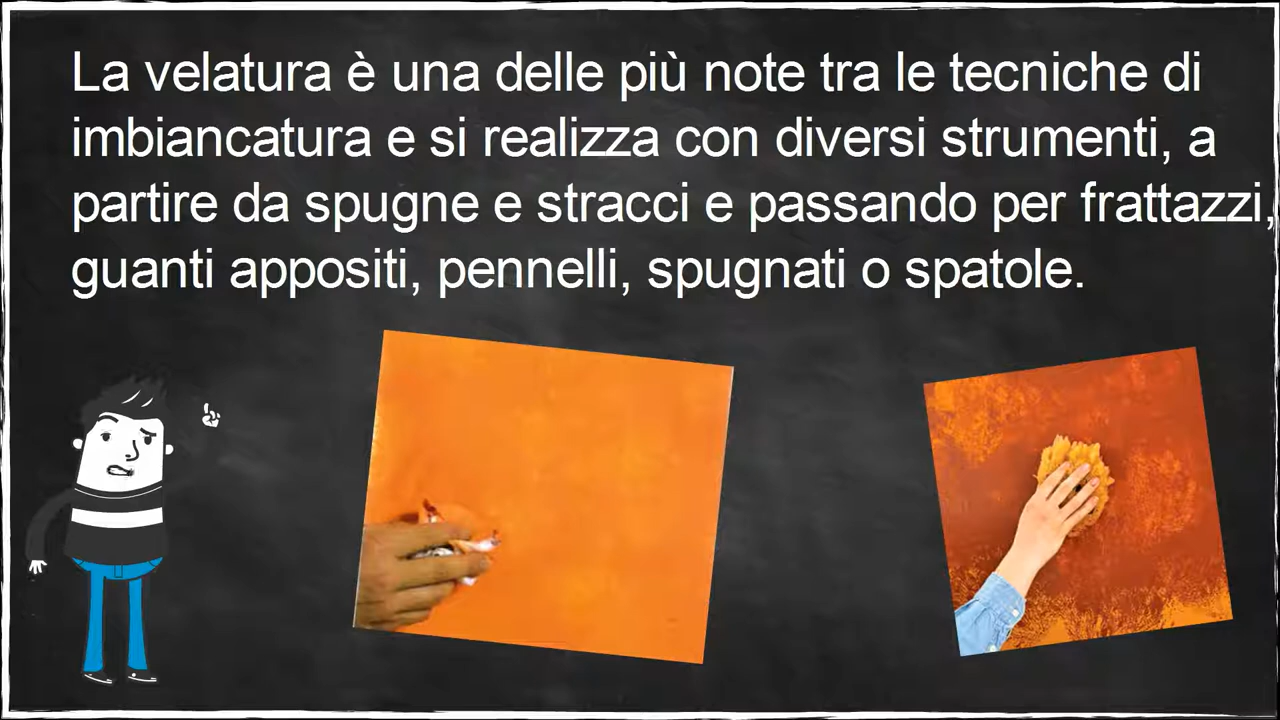 La velatura è una delle più note tra le tecniche di
imbiancatura e si realizza con diversi strumenti, a
partire da spugne e stracci e passando per frattazzi,
guanti appositi, pennelli, spugnati o spatole.